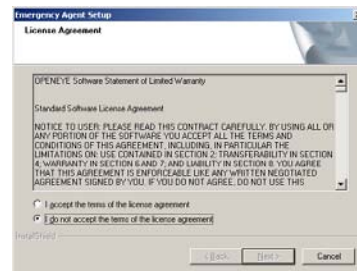 Emergency Agent Setup
License Agreement
OPENEYE Software Statement of Limited Warranty
Standard Software License Agreement
NOTICE TO USER: PLEASE READ THIS CONTRACT CAREFULLY. BY USING ALL OR
ANY PORTION OF THE SOFTWARE YOU ACCEPT ALL THE TERMS AND
CONDITIONS OF THIS AGREEMENT, INCLUDING, IN PARTICULAR THE
LIMITATIONS ON: USE CONTAINED IN SECTION 2; TRANSFERABILITY IN SECTION
4; WARRANTY IN SECTION 6 AND 7; AND LIABILITY IN SECTION 8. YOU AGREE
THAT THIS AGREEMENT IS ENFORCEABLE LIKE ANY WRITTEN NEGOTIATED
AGREEMENT SIGNED BY YOU. IF YOU DO NOT AGREE, DO NOT USE THIS
I accept the terms of the license agreement
I do not accept the terms of the license agreement
InstallShield
< Back Next > Cancel